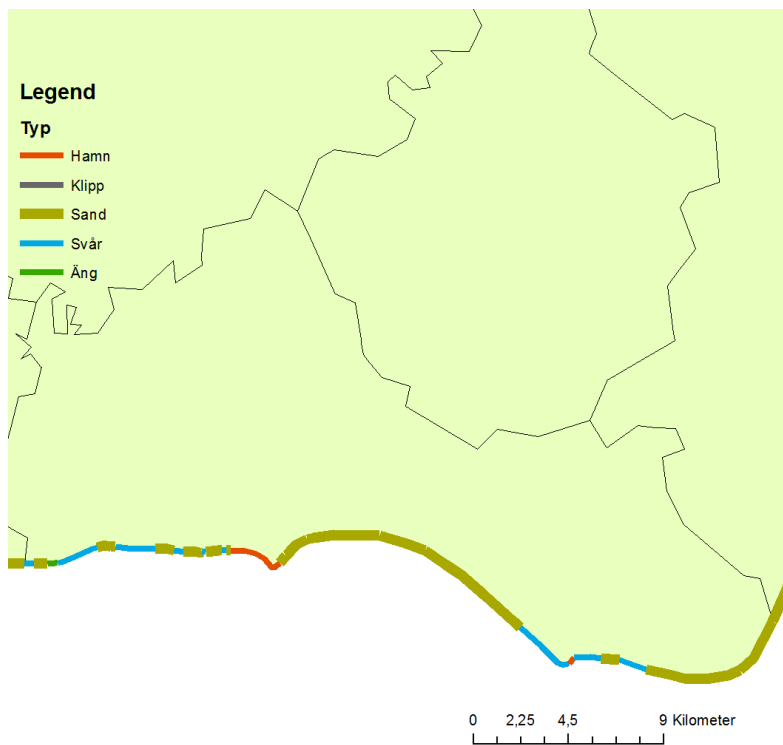 Legend
Typ
Hamn
Klipp
Sand
Svår
Äng
0 2,25 4,5 9 Kilometer